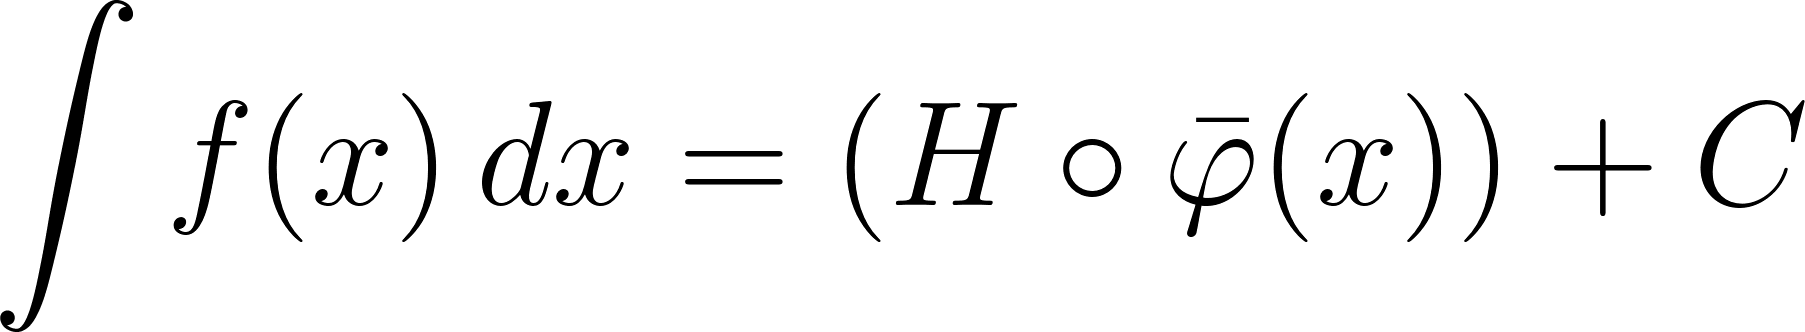 ∫ f(x) dx = (H ∘ φ̄(x)) + C